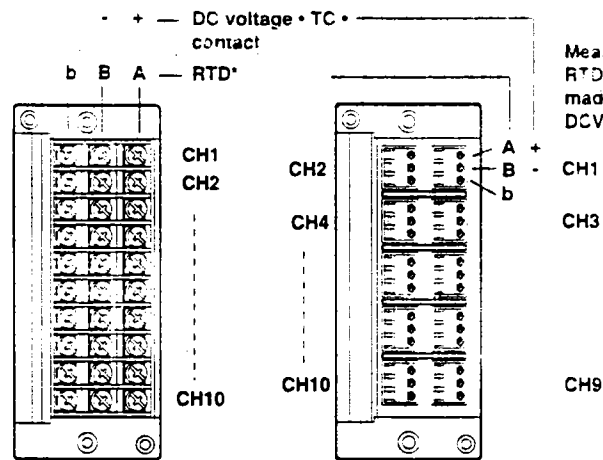 - + — DC voltage • TC •
contact
b B A — RTD*
Mea
RTD
mad
DCV
CH1
CH2
CH10
CH2
CH4
CH10
A +
B -
b
CH1
CH3
CH9